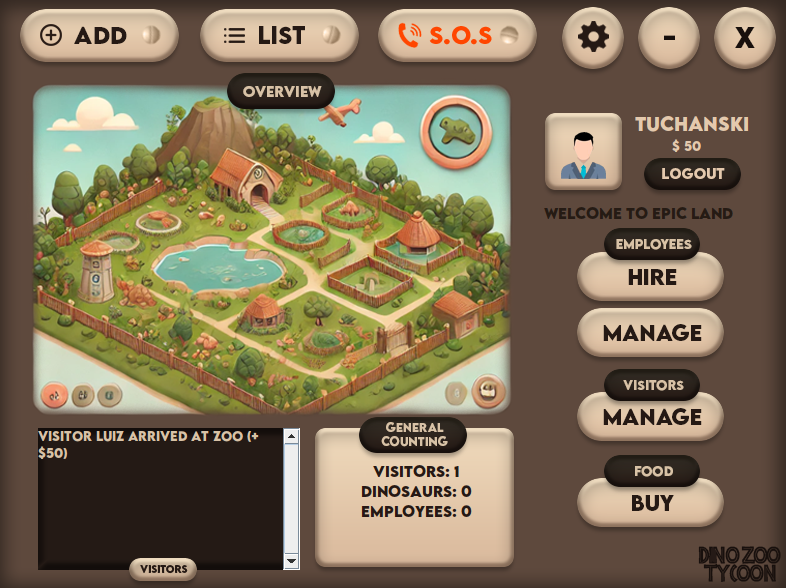 ADD
LIST
S.O.S
-
X
OVERVIEW
TUCHANSKI
$ 50
LOGOUT
WELCOME TO EPIC LAND
EMPLOYEES
HIRE
MANAGE
VISITORS
MANAGE
FOOD
BUY
VISITOR LUIZ ARRIVED AT ZOO (+
$50)
VISITORS
GENERAL
COUNTING
VISITORS: 1
DINOSAURS: 0
EMPLOYEES: 0
DINO ZOO
TYCOON